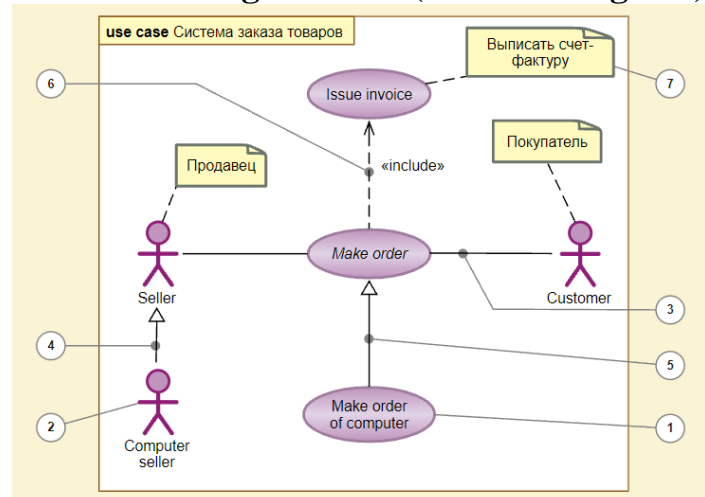 use case Система заказа товаров
Выписать счет-
фактуру
6
7
Issue invoice
Покупатель
Продавец
«include»
Make order
Seller
Customer
3
4
5
2
Make order
of computer
1
Computer
seller